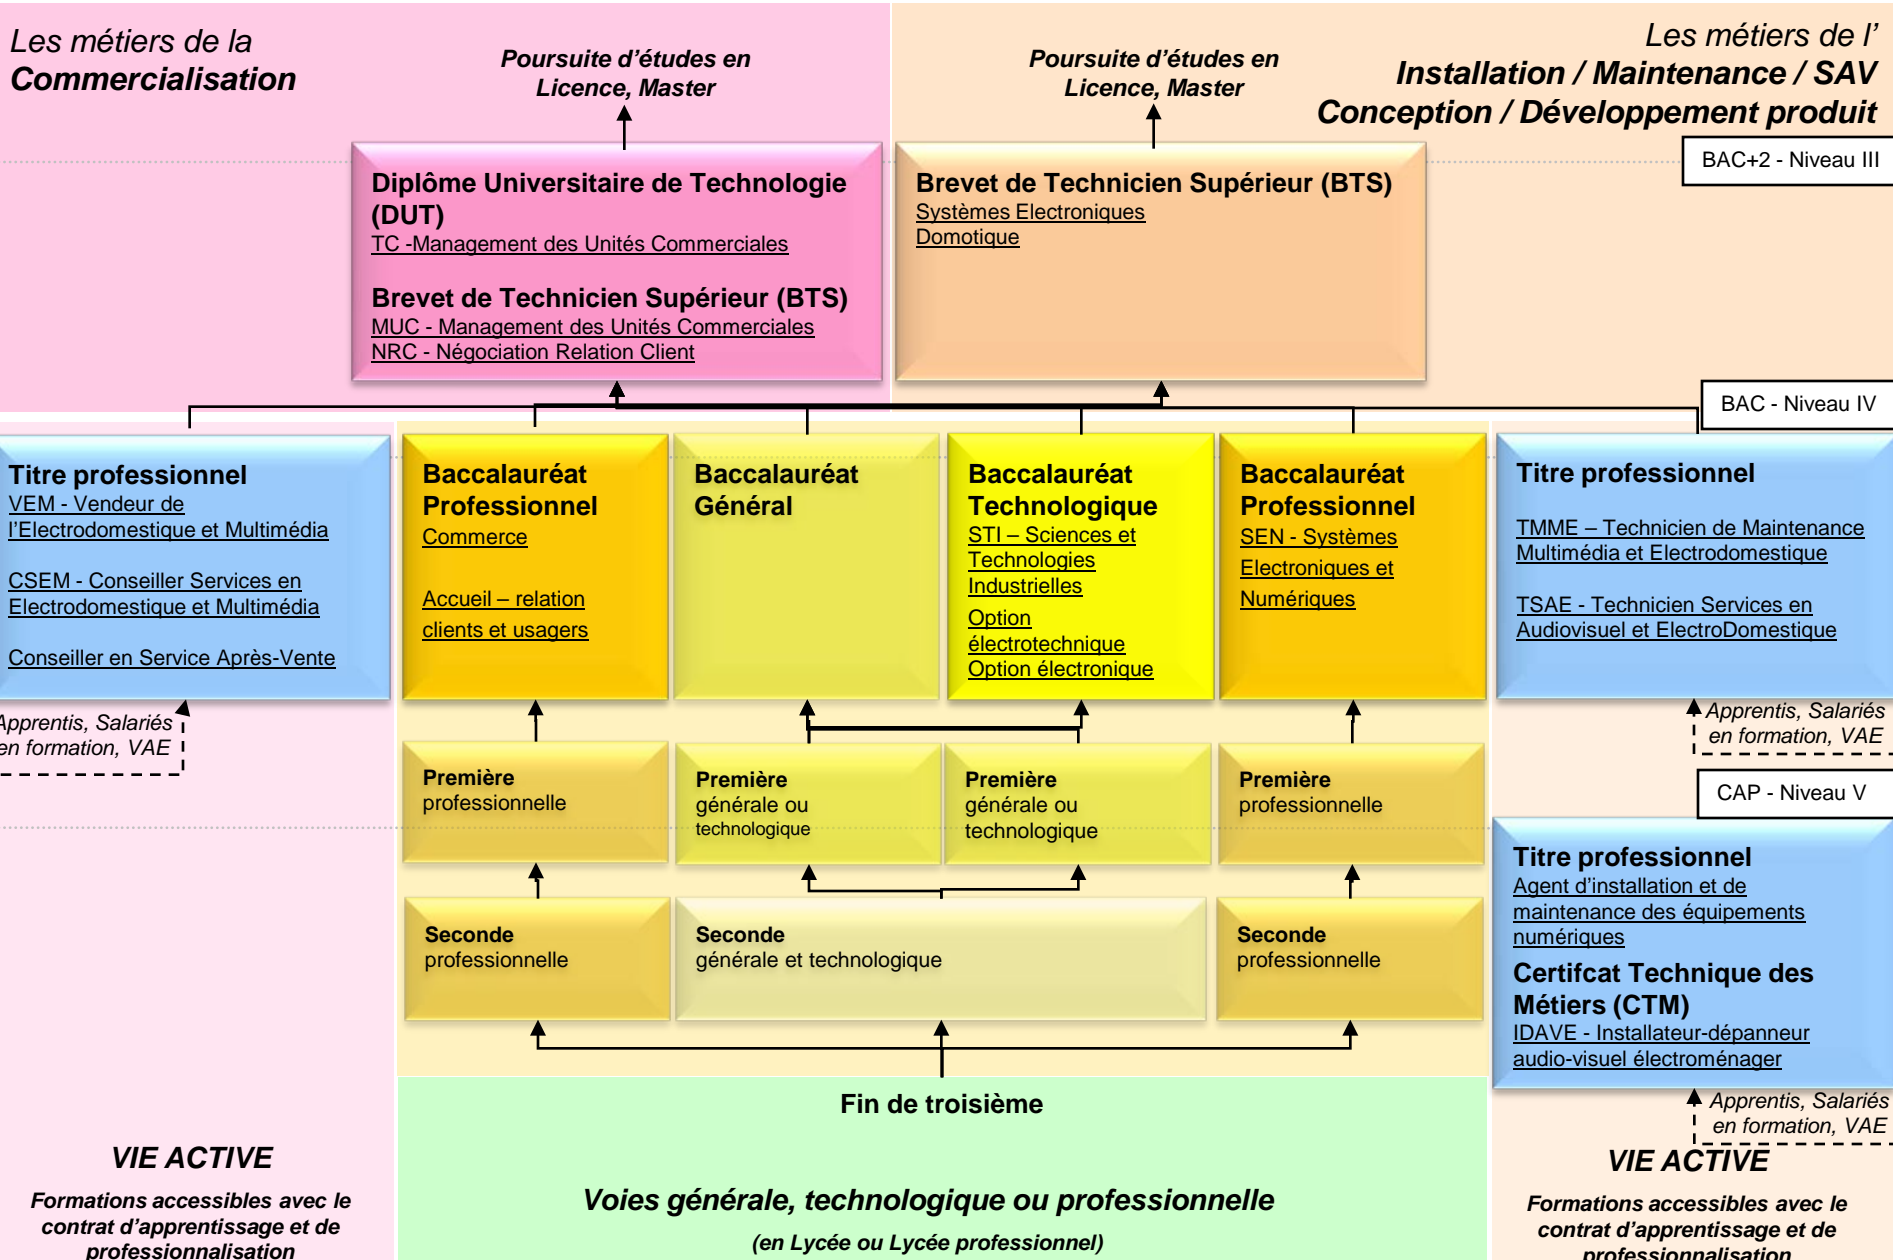 Les métiers de la
Commercialisation
Poursuite d'études en
Licence, Master
Poursuite d'études en
Licence, Master
Les métiers de l'
Installation / Maintenance / SAV
Conception / Développement produit
BAC+2 - Niveau III
Diplôme Universitaire de Technologie
(DUT)
TC -Management des Unités Commerciales
Brevet de Technicien Supérieur (BTS)
MUC - Management des Unités Commerciales
NRC - Négociation Relation Client
Brevet de Technicien Supérieur (BTS)
Systèmes Electroniques
Domotique
BAC - Niveau IV
Titre professionnel
VEM - Vendeur de
l'Electrodomestique et Multimédia
CSEM - Conseiller Services en
Electrodomestique et Multimédia
Conseiller en Service Après-Vente
Baccalauréat
Professionnel
Commerce
Accueil – relation
clients et usagers
Baccalauréat
Général
Baccalauréat
Technologique
STI – Sciences et
Technologies
Industrielles
Option
électrotechnique
Option électronique
Baccalauréat
Professionnel
SEN - Systèmes
Electroniques et
Numériques
Titre professionnel
TMME – Technicien de Maintenance
Multimédia et Electrodomestique
TSAE - Technicien Services en
Audiovisuel et ElectroDomestique
Apprentis, Salariés
en formation, VAE
Apprentis, Salariés
en formation, VAE
Première
professionnelle
Première
générale ou
technologique
Première
générale ou
technologique
Première
professionnelle
CAP - Niveau V
Seconde
professionnelle
Seconde
générale et technologique
Seconde
professionnelle
Titre professionnel
Agent d'installation et de
maintenance des équipements
numériques
Certifcat Technique des
Métiers (CTM)
IDAVE - Installateur-dépanneur
audio-visuel électroménager
Apprentis, Salariés
en formation, VAE
Fin de troisième
Voies générale, technologique ou professionnelle
(en Lycée ou Lycée professionnel)
VIE ACTIVE
Formations accessibles avec le
contrat d'apprentissage et de
professionnalisation
VIE ACTIVE
Formations accessibles avec le
contrat d'apprentissage et de
professionnalisation